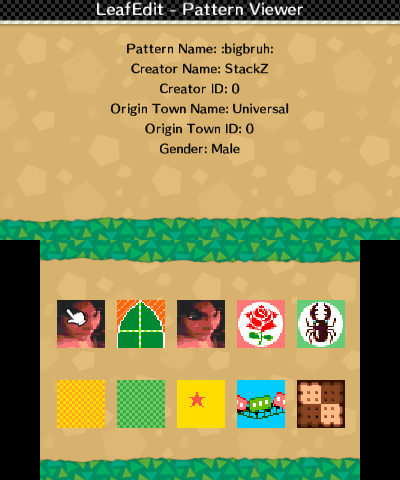 LeafEdit - Pattern Viewer
Pattern Name: :bigbruh:
Creator Name: StackZ
Creator ID: 0
Origin Town Name: Universal
Origin Town ID: 0
Gender: Male